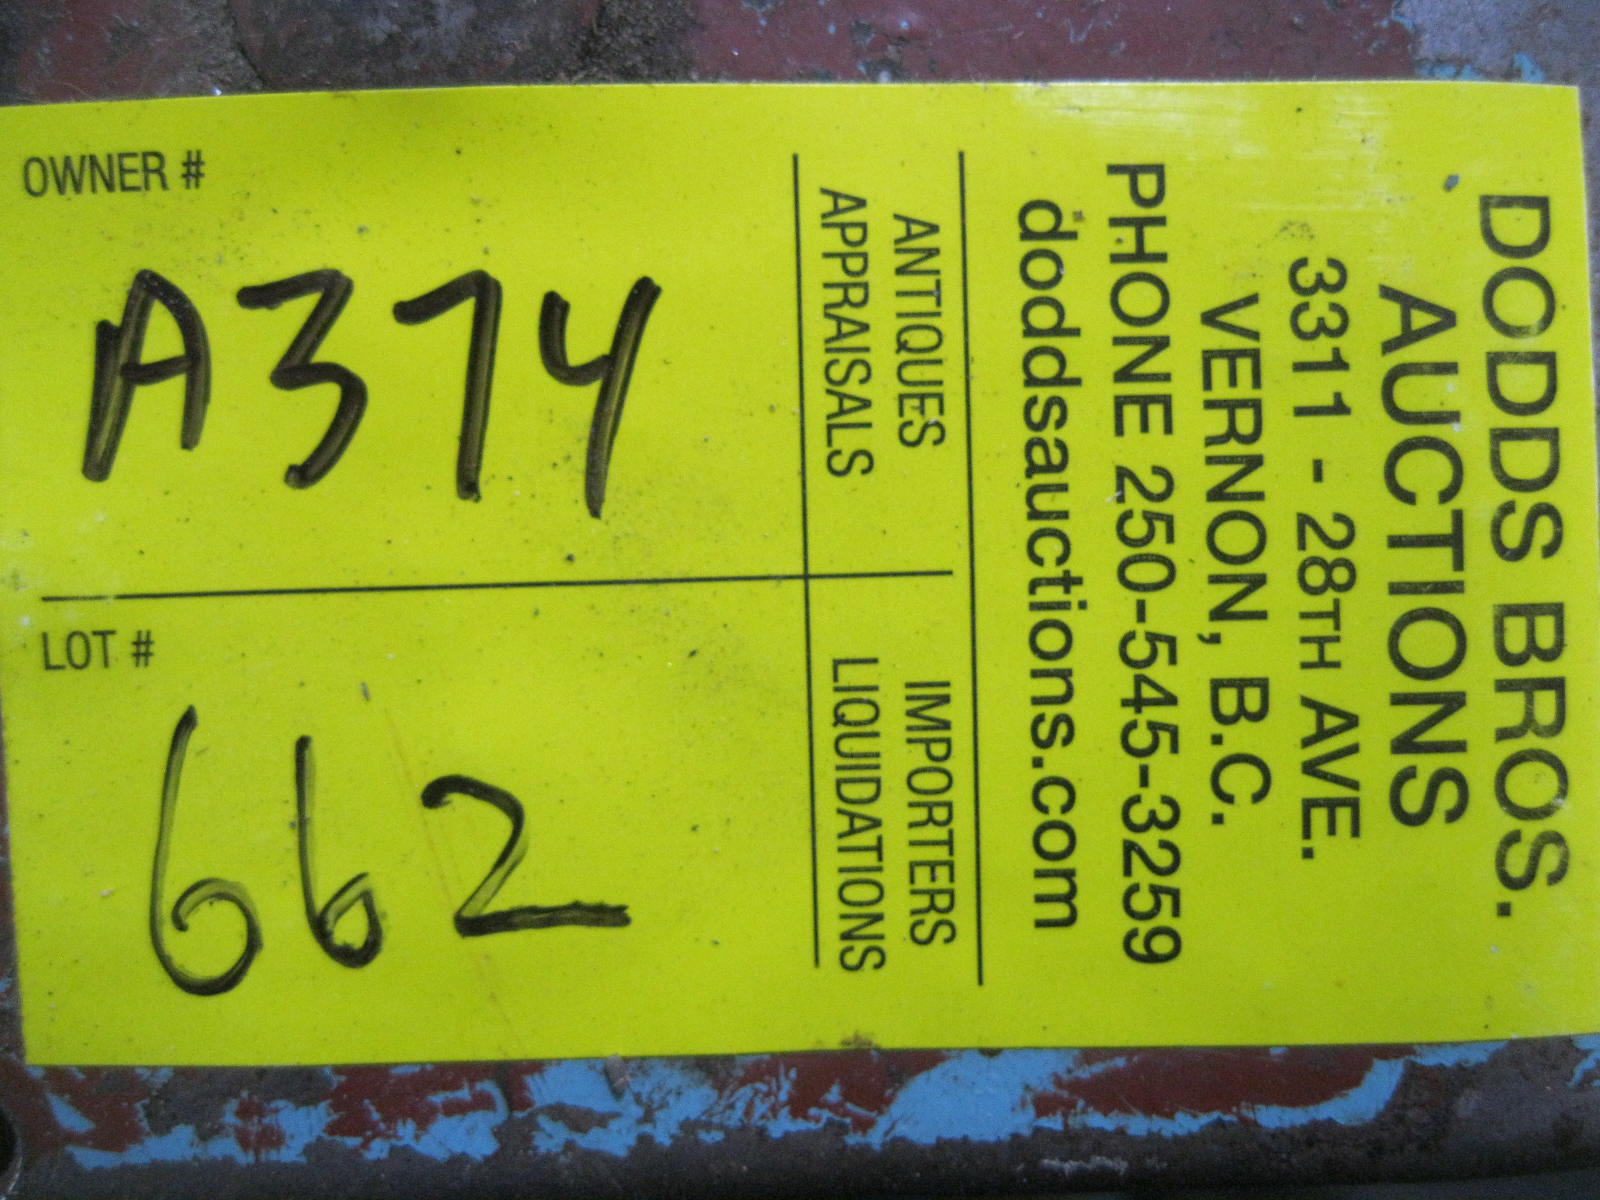 DODDS BROS.
AUCTIONS
3311 - 28TH AVE.
VERNON, B.C.
PHONE 250-545-3259
doddsauctions.com
ANTIQUES
APPRAISALS
IMPORTERS
LIQUIDATIONS
OWNER #
A374
LOT #
662